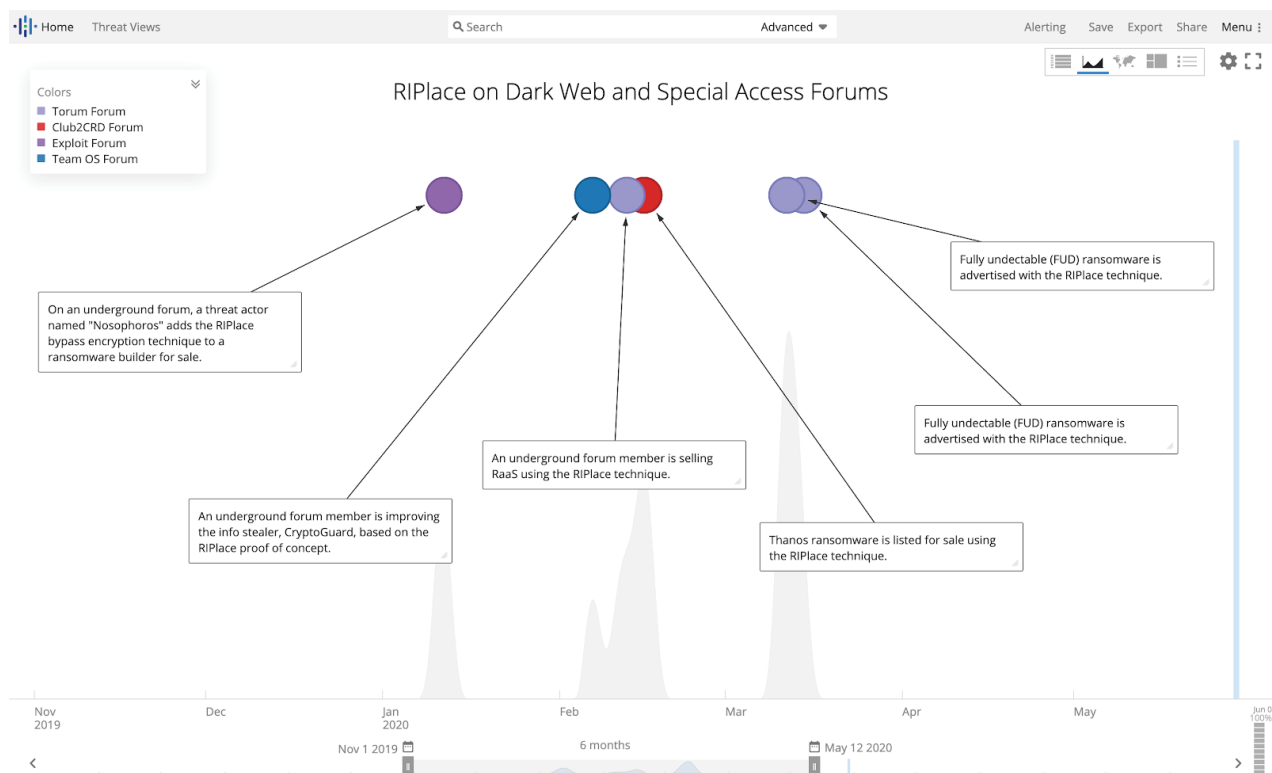 Home
Threat Views
Search
Advanced
Alerting
Save
Export
Share
Menu
Colors
Torum Forum
Club2CRD Forum
Exploit Forum
Team OS Forum
RIPlace on Dark Web and Special Access Forums
Fully undectable (FUD) ransomware is
advertised with the RIPlace technique.
On an underground forum, a threat actor
named "Nosophoros" adds the RIPlace
bypass encryption technique to a
ransomware builder for sale.
Fully undectable (FUD) ransomware is
advertised with the RIPlace technique.
An underground forum member is selling
RaaS using the RIPlace technique.
An underground forum member is improving
the info stealer, CryptoGuard, based on the
RIPlace proof of concept.
Thanos ransomware is listed for sale using
the RIPlace technique.
Nov
2019
Dec
Jan
2020
Feb
Mar
Apr
May
Jun 0
100%
Nov 1 2019
6 months
May 12 2020